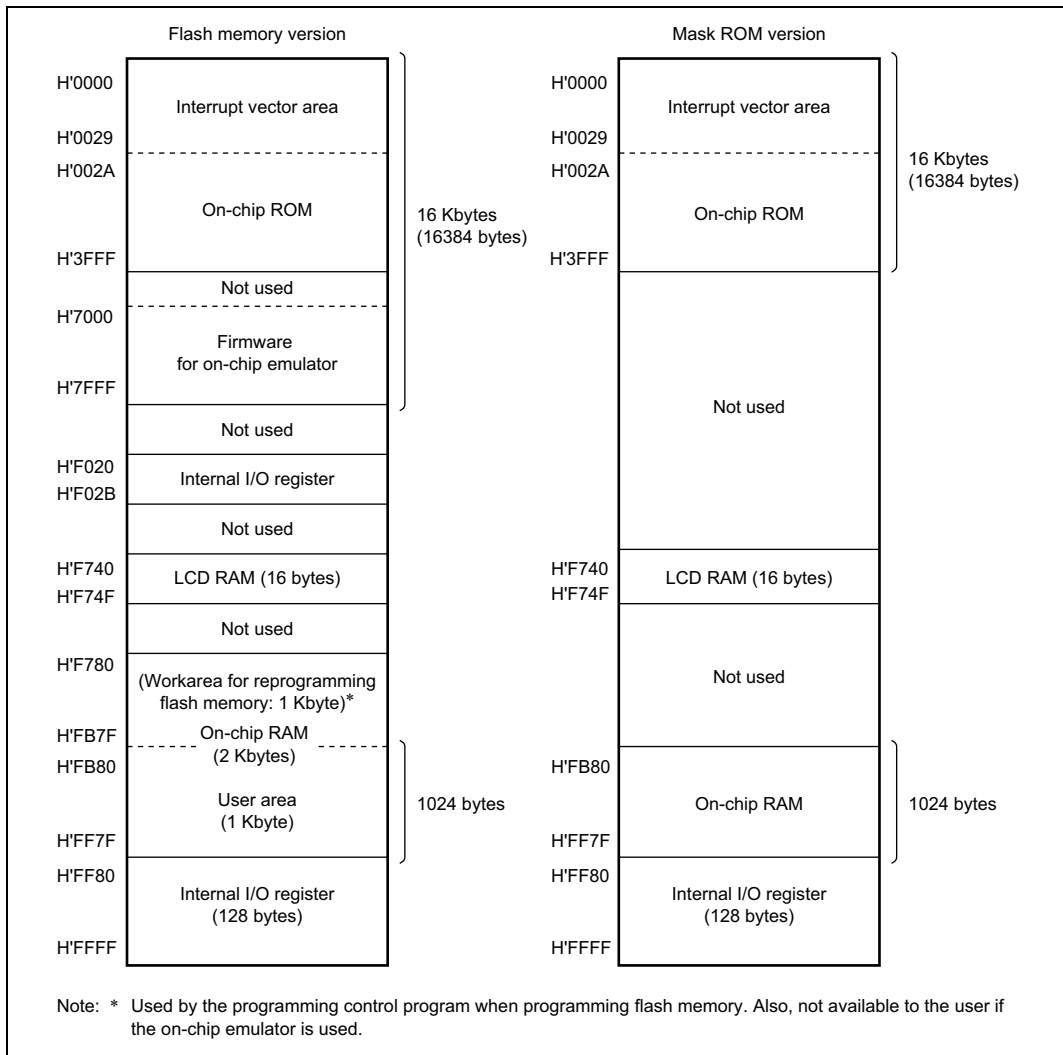 Flash memory version
H'0000
Interrupt vector area
H'0029
H'002A
On-chip ROM
H'3FFF
Not used
H'7000
Firmware
for on-chip emulator
H'7FFF
16 Kbytes
(16384 bytes)
Not used
H'F020
Internal I/O register
H'F02B
Not used
H'F740
LCD RAM (16 bytes)
H'F74F
Not used
H'F780
(Workarea for reprogramming
flash memory: 1 Kbyte)*
H'FB7F
On-chip RAM
(2 Kbytes)
H'FB80
User area
(1 Kbyte)
H'FF7F
1024 bytes
H'FF80
Internal I/O register
(128 bytes)
H'FFFF
Mask ROM version
H'0000
Interrupt vector area
H'0029
H'002A
On-chip ROM
H'3FFF
16 Kbytes
(16384 bytes)
Not used
H'F740
LCD RAM (16 bytes)
H'F74F
Not used
H'FB80
On-chip RAM
H'FF7F
1024 bytes
H'FF80
Internal I/O register
(128 bytes)
H'FFFF
Note: * Used by the programming control program when programming flash memory. Also, not available to the user if
the on-chip emulator is used.